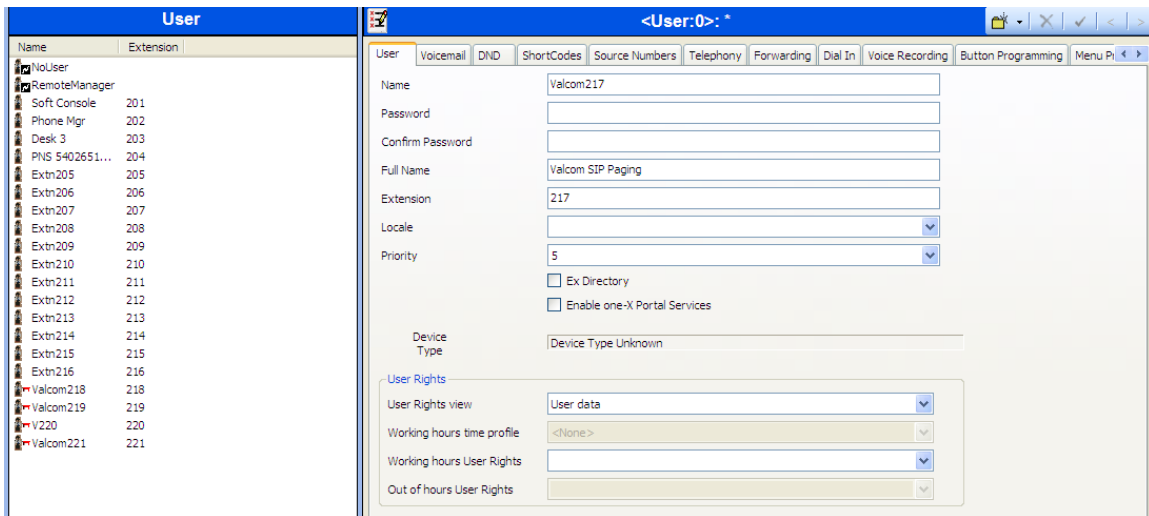 User
Name Extension
NoUser
RemoteManager
Soft Console 201
Phone Mgr 202
Desk 3 203
PNS 5402651... 204
Extn205 205
Extn206 206
Extn207 207
Extn208 208
Extn209 209
Extn210 210
Extn211 211
Extn212 212
Extn213 213
Extn214 214
Extn215 215
Extn216 216
Valcom218 218
Valcom219 219
V220 220
Valcom221 221
<User:0>: *
User Voicemail DND ShortCodes Source Numbers Telephony Forwarding Dial In Voice Recording Button Programming Menu Pr
Name Valcom217
Password
Confirm Password
Full Name Valcom SIP Paging
Extension 217
Locale
Priority 5
Ex Directory
Enable one-X Portal Services
Device
Type
Device Type Unknown
User Rights
User Rights view User data
Working hours time profile <None>
Working hours User Rights
Out of hours User Rights